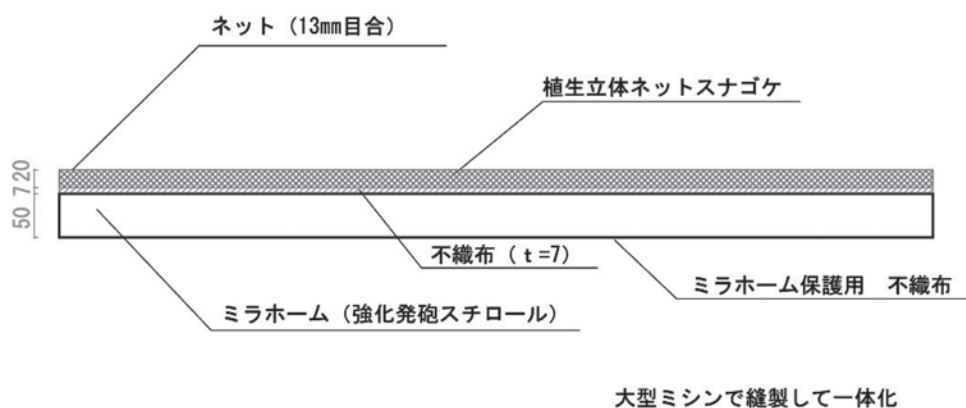 ネット（13mm目合）
植生立体ネットスナゴケ
20
7
50
不織布（t=7）
ミラホーム保護用　不織布
ミラホーム（強化発砲スチロール）
大型ミシンで縫製して一体化